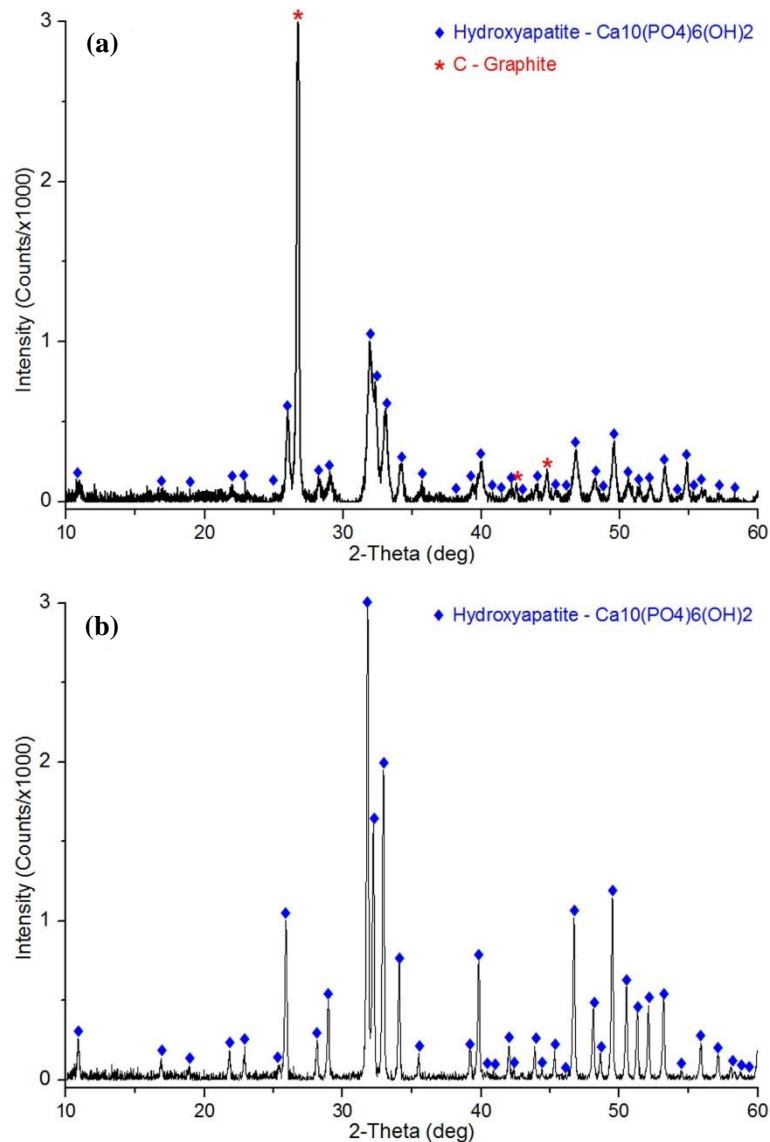 (a)
◆ Hydroxyapatite - Ca10(PO4)6(OH)2
* C - Graphite
Intensity (Counts/x1000)
3
2
1
0
10 20 30 40 50 60
2-Theta (deg)
(b)
◆ Hydroxyapatite - Ca10(PO4)6(OH)2
Intensity (Counts/x1000)
3
2
1
0
10 20 30 40 50 60
2-Theta (deg)